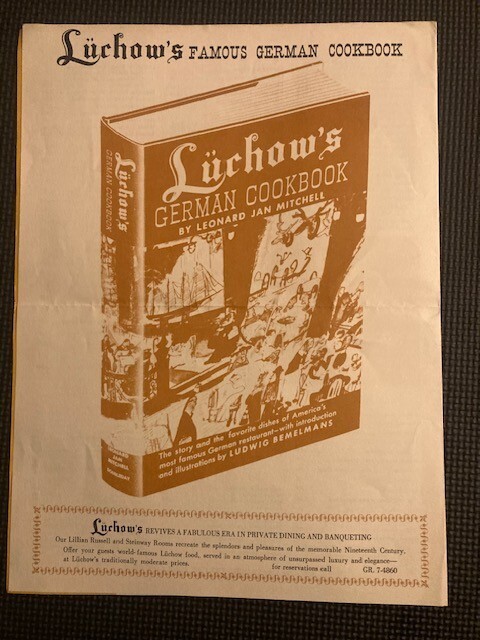 Lüchow's FAMOUS GERMAN COOKBOOK
Lüchow's
GERMAN COOKBOOK
BY LEONARD JAN MITCHELL
Lüchow's GERMAN COOKBOOK
The story and the favorite dishes of America's
most famous German restaurant—with introduction
and illustrations by LUDWIG BEMELMANS
LEONARD
JAN
MITCHELL
DOUBLEDAY
Lüchow's REVIVES A FABULOUS ERA IN PRIVATE DINING AND BANQUETING
Our Lillian Russell and Steinway Rooms recreate the splendors and pleasures of the memorable Nineteenth Century.
Offer your guests world-famous Lüchow food, served in an atmosphere of unsurpassed luxury and elegance—
at Lüchow's traditionally moderate prices. for reservations call GR. 7-4860